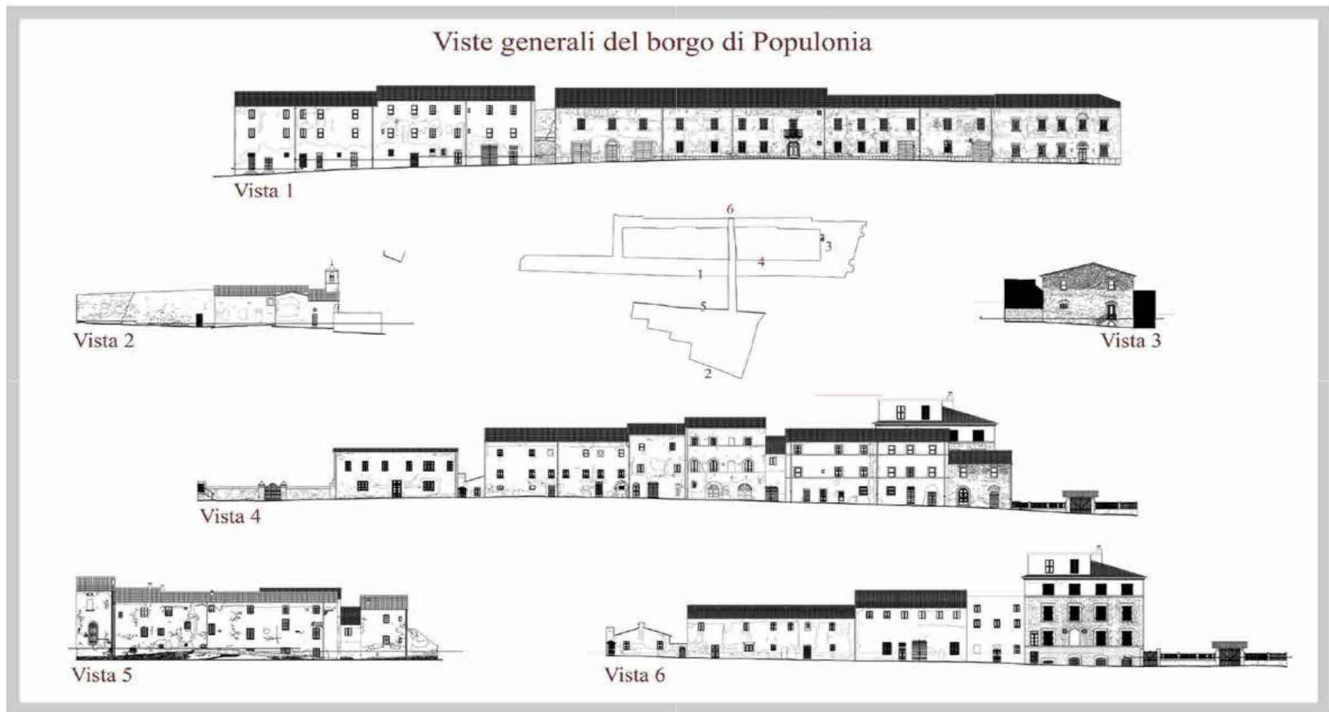 Viste generali del borgo di Populonia
Vista 1
6
3
4
1
5
2
Vista 2
Vista 3
Vista 4
Vista 5
Vista 6